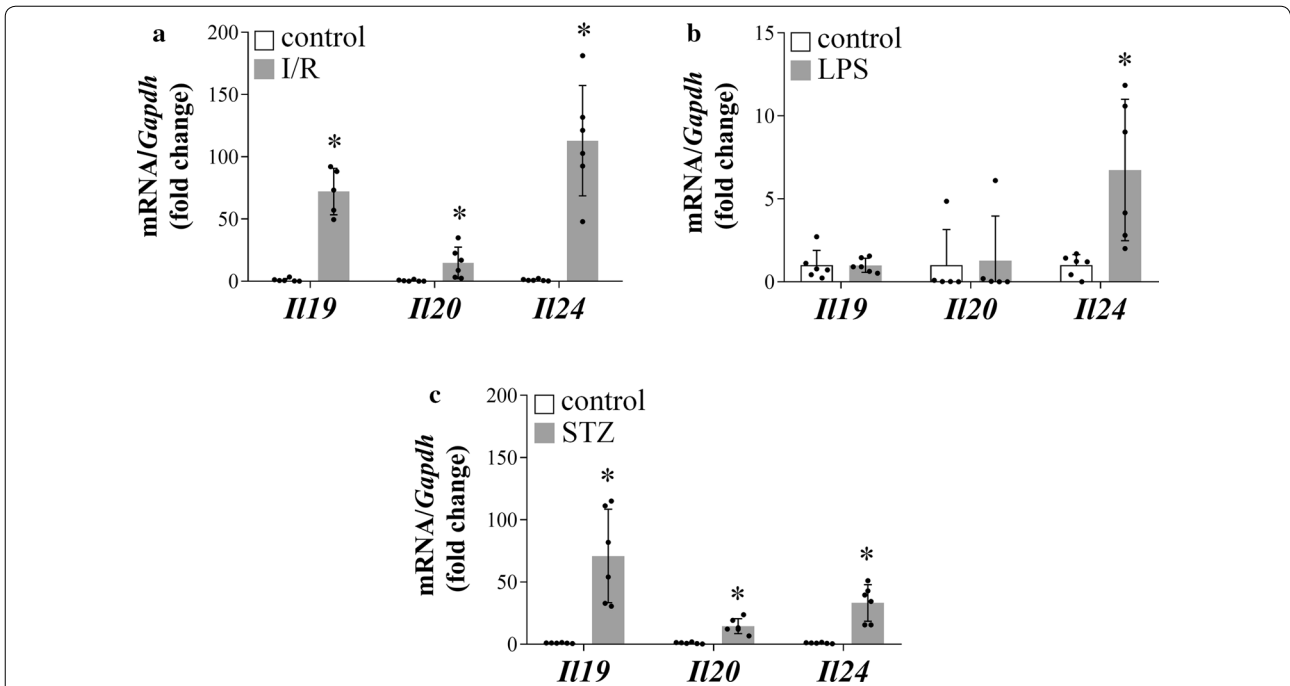 a
mRNA/Gapdh
(fold change)
200
150
100
50
0
control
I/R
*
*
*
Il19
Il20
Il24
b
mRNA/Gapdh
(fold change)
15
10
5
0
control
LPS
*
Il19
Il20
Il24
c
mRNA/Gapdh
(fold change)
200
150
100
50
0
control
STZ
*
*
*
Il19
Il20
Il24